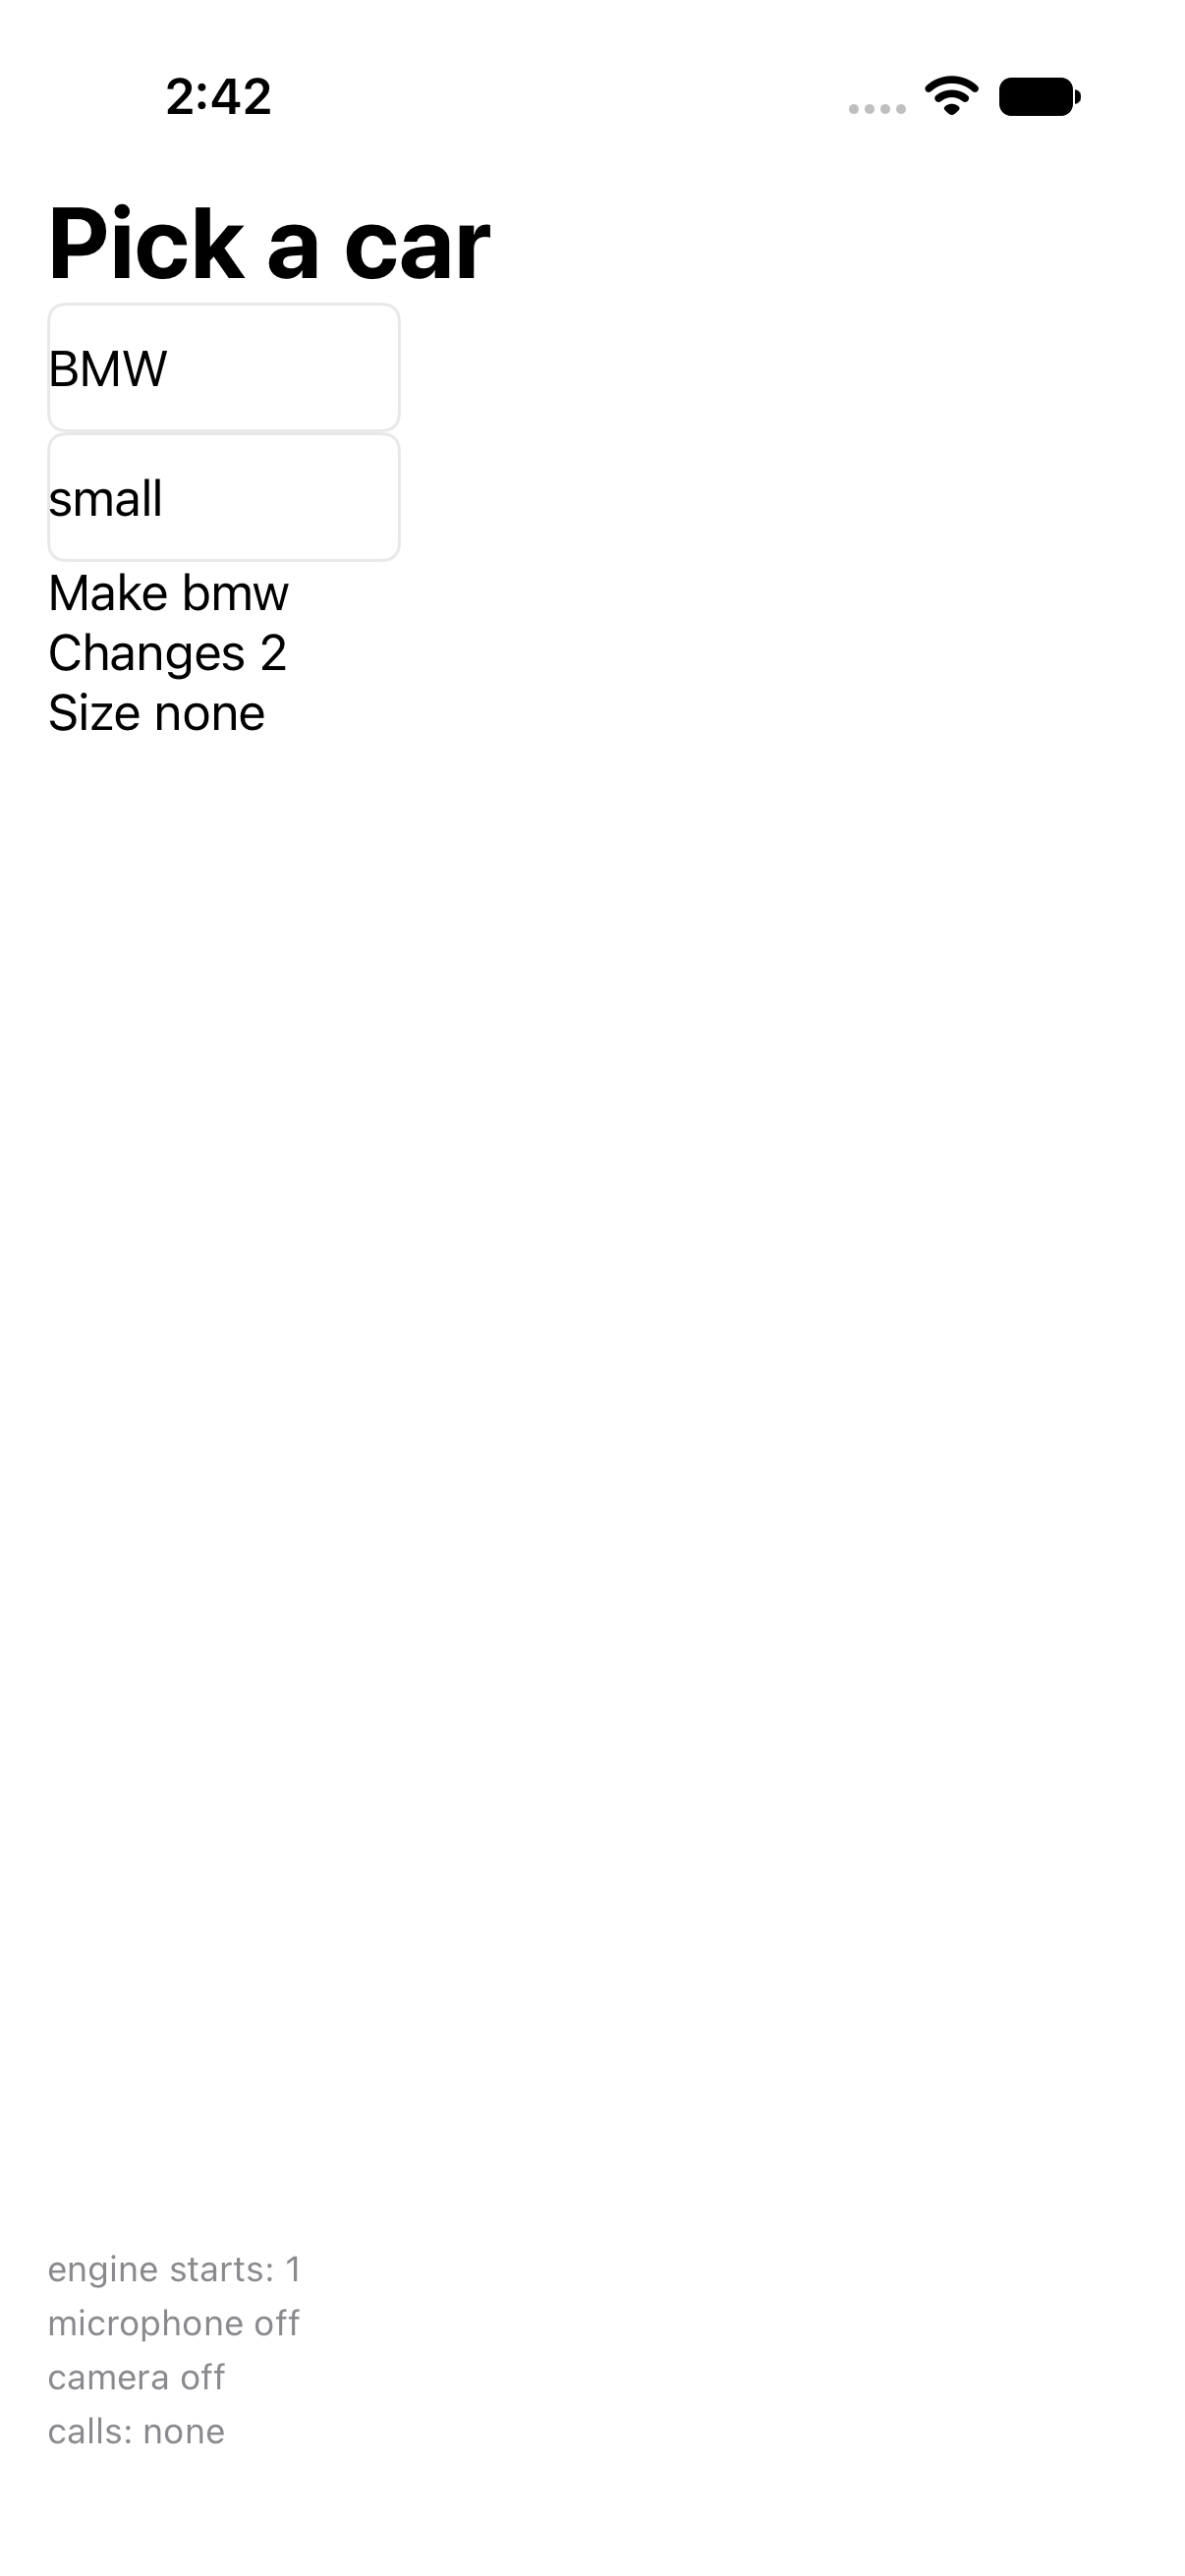 2:42
Pick a car
BMW
small
Make bmw
Changes 2
Size none
engine starts: 1
microphone off
camera off
calls: none